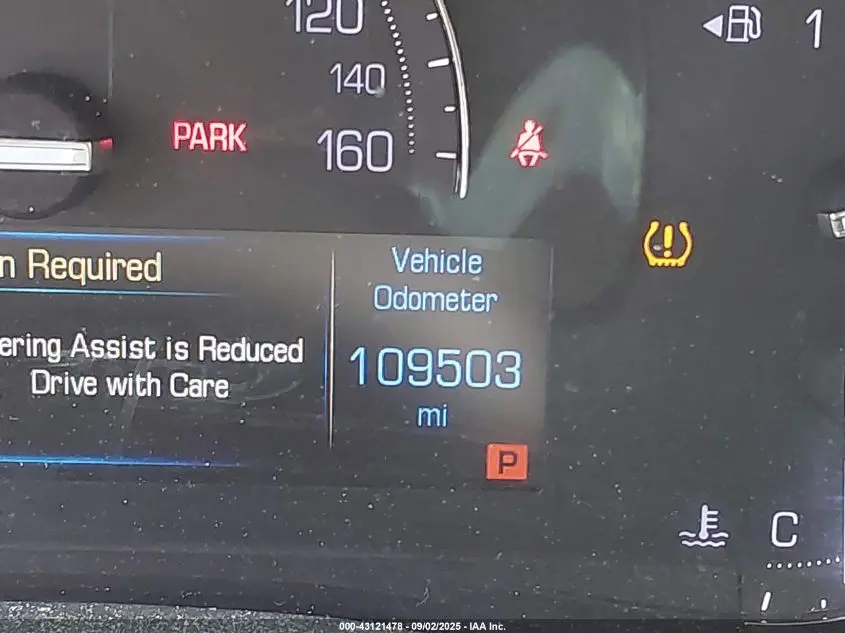 120
1
140
PARK
160
n Required
Vehicle
Odometer
ering Assist is Reduced
Drive with Care
109503
mi
P
C
000-43121478 - 09/02/2025 - IAA Inc.